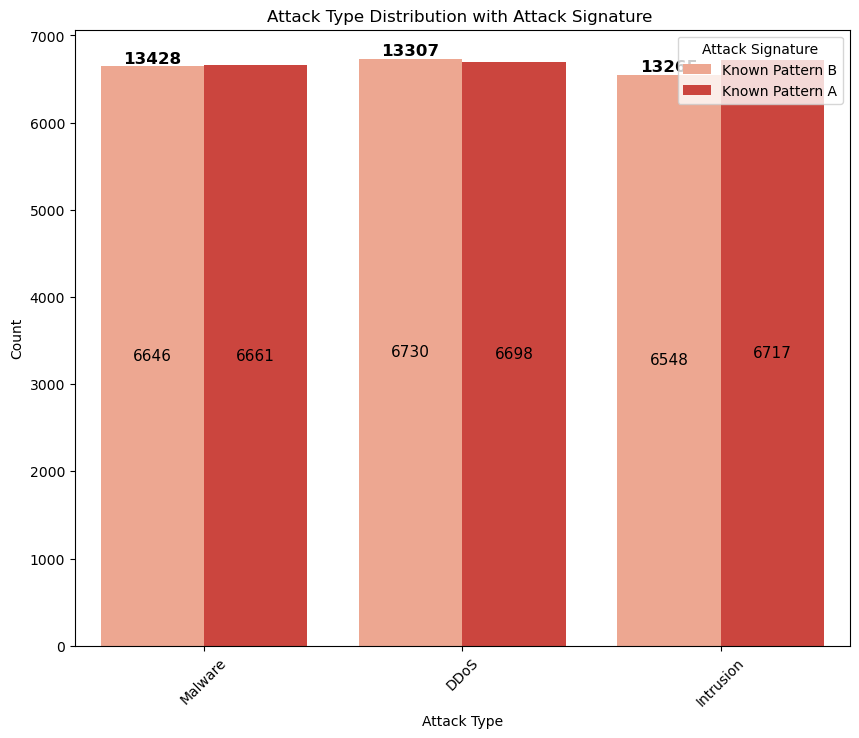 Attack Type Distribution with Attack Signature
Attack Signature
Known Pattern B
Known Pattern A
13428
13307
7000
6000
5000
4000
3000
2000
1000
0
Count
6646
6661
6730
6698
6548
6717
Malware
DDoS
Intrusion
Attack Type